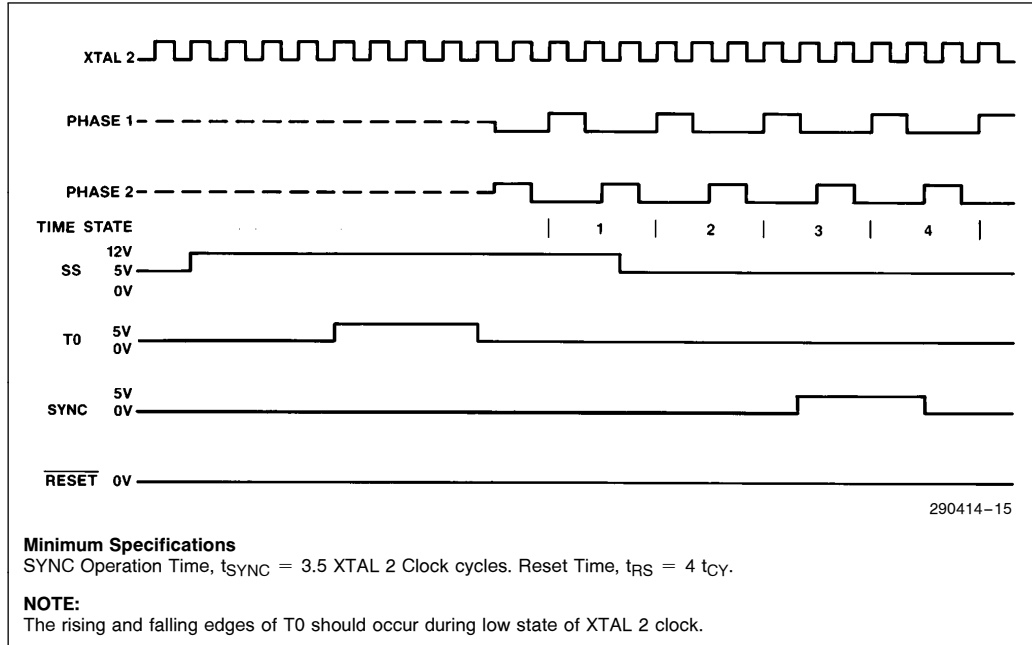 XTAL 2
PHASE 1
PHASE 2
TIME STATE | 1 | 2 | 3 | 4 |
12V
SS 5V
0V
T0 5V
0V
5V
SYNC 0V
RESET 0V
290414–15
Minimum Specifications
SYNC Operation Time, tSYNC = 3.5 XTAL 2 Clock cycles. Reset Time, tRS = 4 tCY.
NOTE:
The rising and falling edges of T0 should occur during low state of XTAL 2 clock.